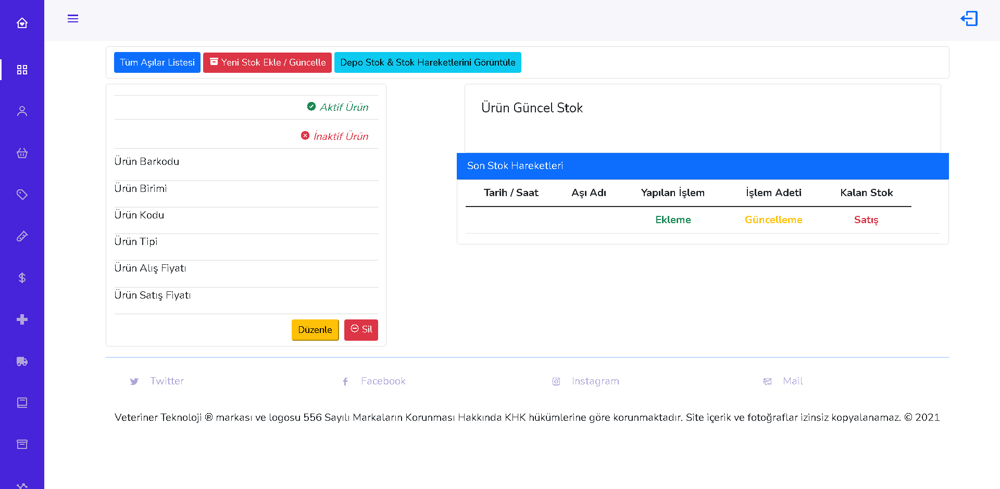 Tüm Aşılar Listesi Yeni Stok Ekle / Güncelle Depo Stok & Stok Hareketlerini Görüntüle
Aktif Ürün
İnaktif Ürün
Ürün Barkodu
Ürün Birimi
Ürün Kodu
Ürün Tipi
Ürün Alış Fiyatı
Ürün Satış Fiyatı
Düzenle Sil
Ürün Güncel Stok
Son Stok Hareketleri
Tarih / Saat Aşı Adı Yapılan İşlem İşlem Adeti Kalan Stok
Ekleme Güncelleme Satış
Twitter Facebook Instagram Mail
Veteriner Teknoloji ® markası ve logosu 556 Sayılı Markaların Korunması Hakkında KHK hükümlerine göre korunmaktadır. Site içerik ve fotoğraflar izinsiz kopyalanamaz. © 2021